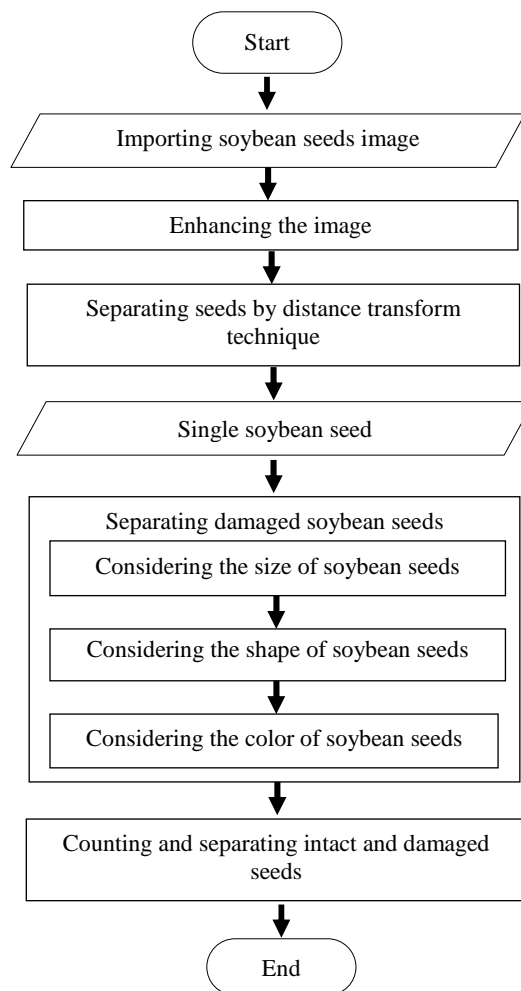 Start
Importing soybean seeds image
Enhancing the image
Separating seeds by distance transform
technique
Single soybean seed
Separating damaged soybean seeds
Considering the size of soybean seeds
Considering the shape of soybean seeds
Considering the color of soybean seeds
Counting and separating intact and damaged
seeds
End